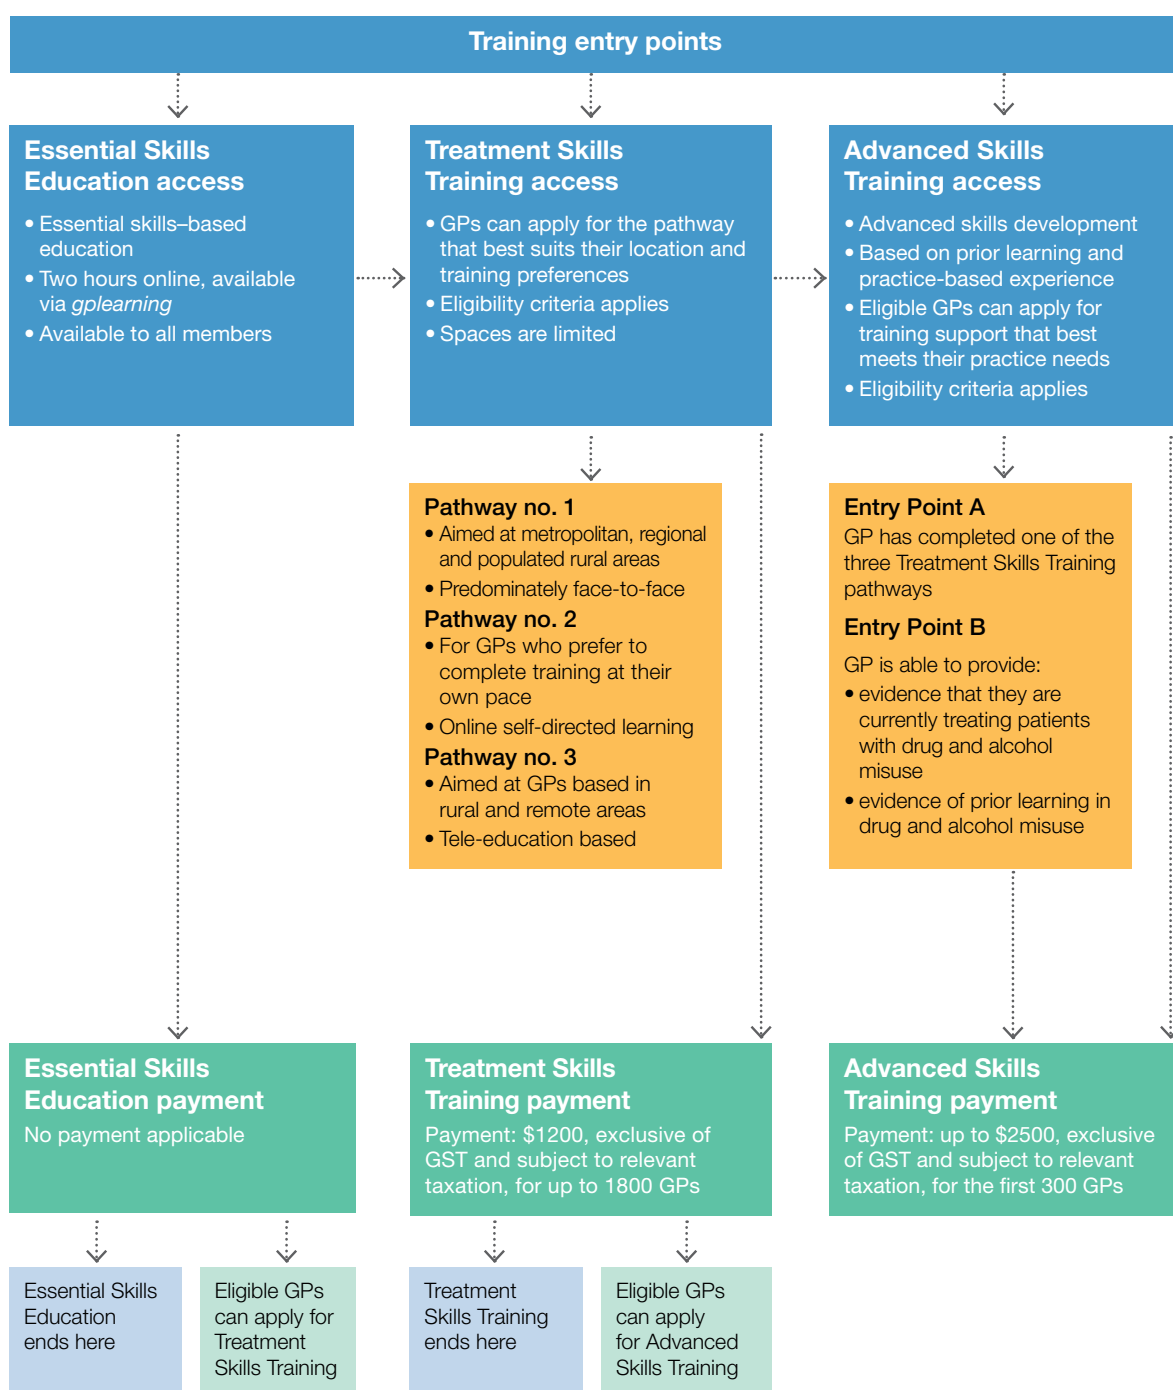 Training entry points
Essential Skills
Education access
• Essential skills–based
education
• Two hours online, available
via gplearning
• Available to all members
Treatment Skills
Training access
• GPs can apply for the pathway
that best suits their location and
training preferences
• Eligibility criteria applies
• Spaces are limited
Advanced Skills
Training access
• Advanced skills development
• Based on prior learning and
practice-based experience
• Eligible GPs can apply for
training support that best
meets their practice needs
• Eligibility criteria applies
Pathway no. 1
• Aimed at metropolitan, regional
and populated rural areas
• Predominately face-to-face
Pathway no. 2
• For GPs who prefer to
complete training at their
own pace
• Online self-directed learning
Pathway no. 3
• Aimed at GPs based in
rural and remote areas
• Tele-education based
Entry Point A
GP has completed one of the
three Treatment Skills Training
pathways
Entry Point B
GP is able to provide:
• evidence that they are
currently treating patients
with drug and alcohol
misuse
• evidence of prior learning in
drug and alcohol misuse
Essential Skills
Education payment
No payment applicable
Treatment Skills
Training payment
Payment: $1200, exclusive of
GST and subject to relevant
taxation, for up to 1800 GPs
Advanced Skills
Training payment
Payment: up to $2500, exclusive
of GST and subject to relevant
taxation, for the first 300 GPs
Essential Skills
Education
ends here
Eligible GPs
can apply for
Treatment
Skills Training
Treatment
Skills Training
ends here
Eligible GPs
can apply
for Advanced
Skills Training